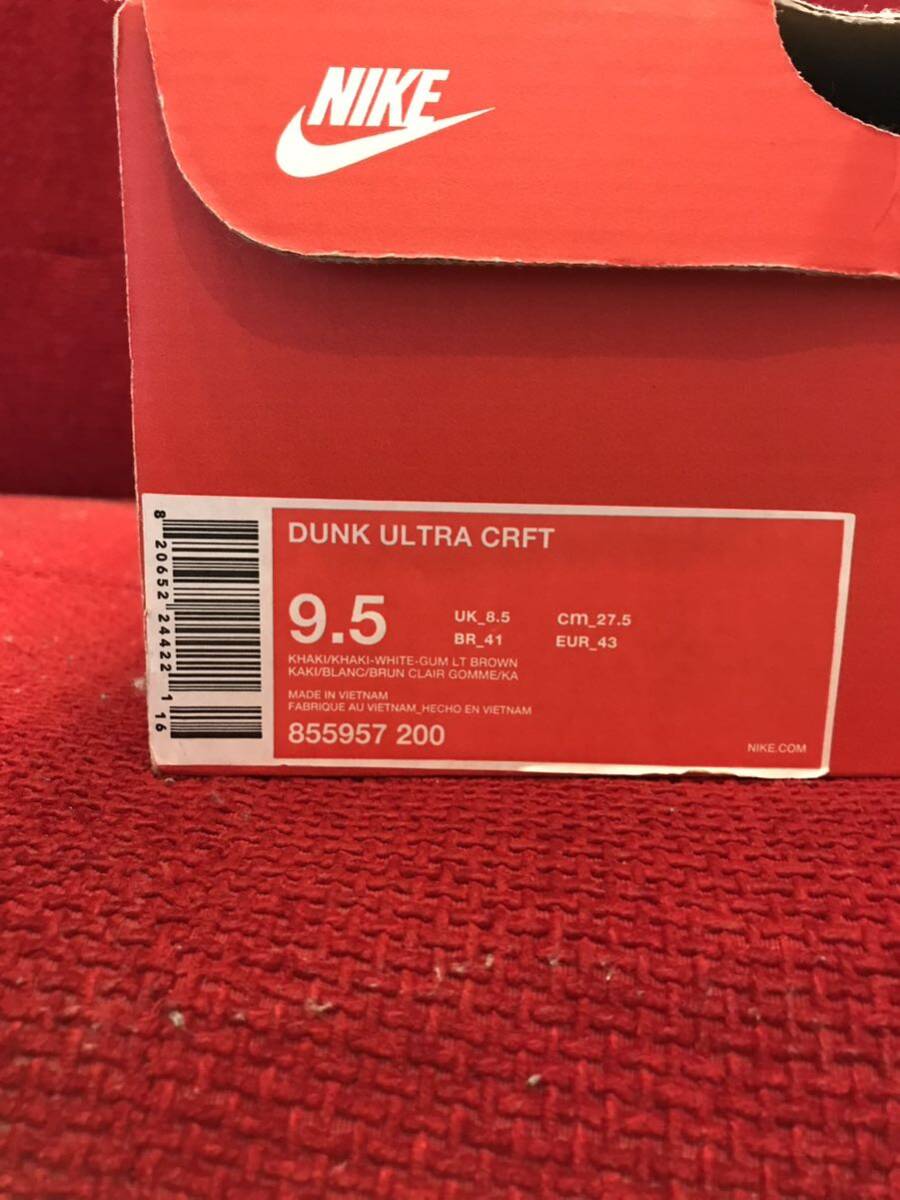 NIKE
DUNK ULTRA CRFT
9.5
UK_8.5 cm_27.5
BR_41 EUR_43
KHAKI/KHAKI-WHITE-GUM LT BROWN
KAKI/BLANC/BRUN CLAIR GOMME/KA
MADE IN VIETNAM
FABRIQUE AU VIETNAM_HECHO EN VIETNAM
855957 200
NIKE.COM
8 20652 24422 1 16